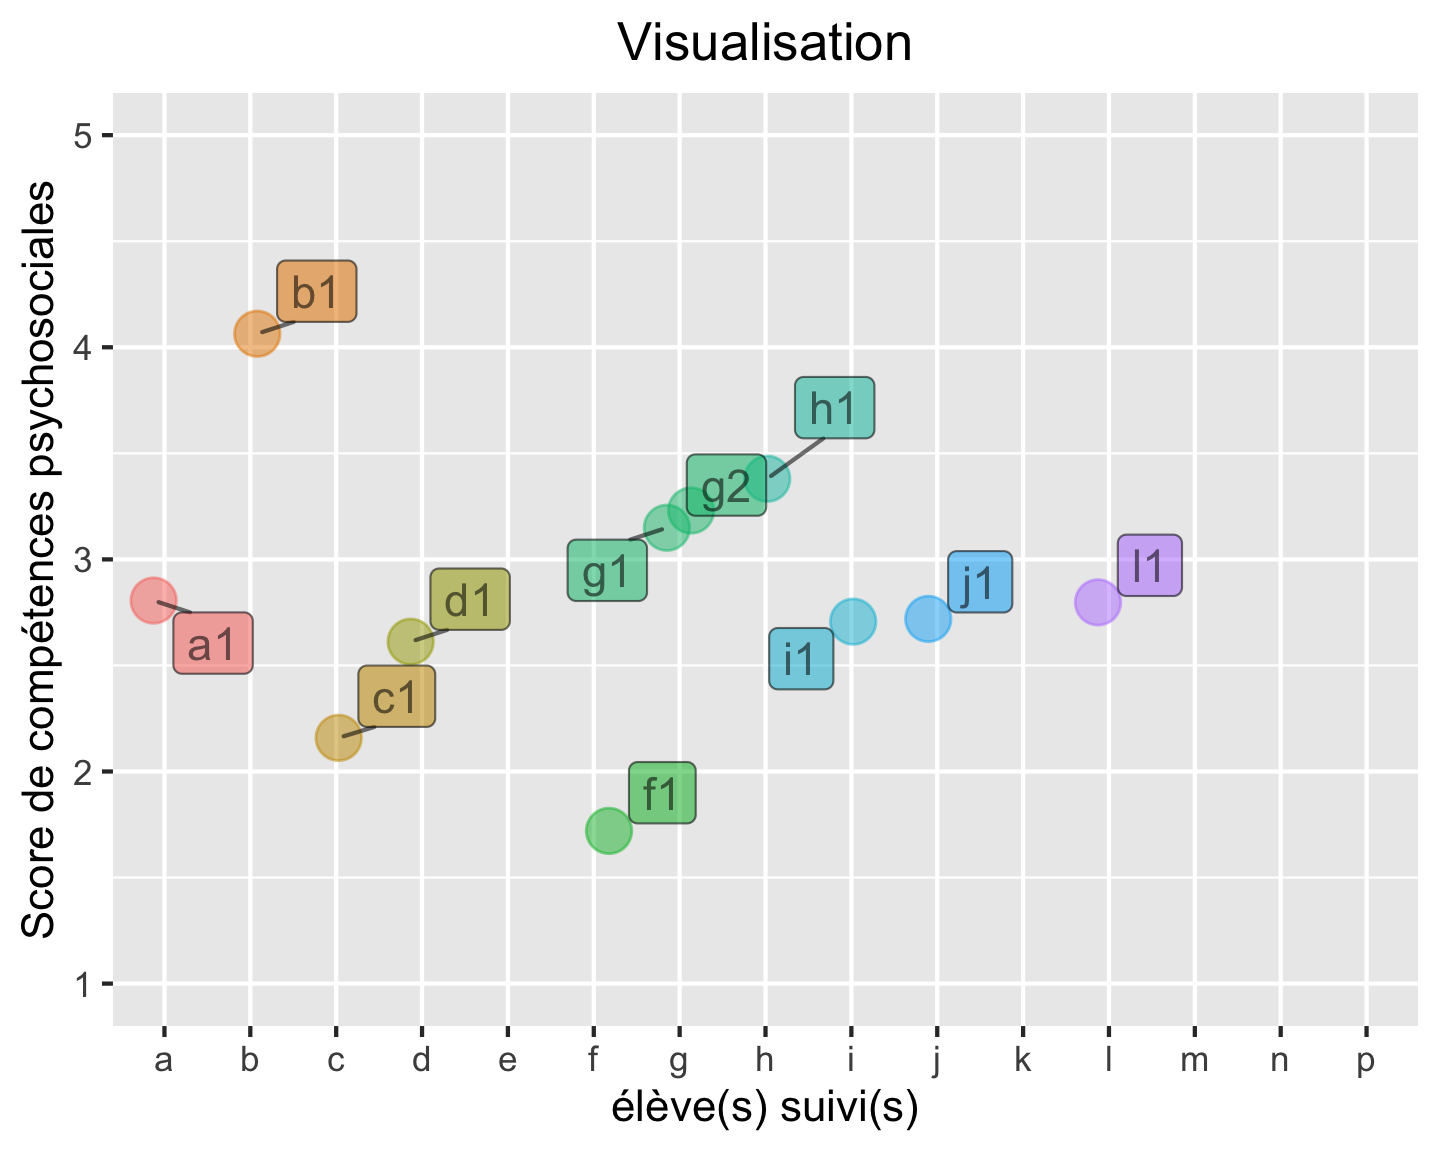 Visualisation
Score de compétences psychosociales
5
4
3
2
1
b1
h1
g2
g1
l1
j1
d1
a1
i1
c1
f1
a b c d e f g h i j k l m n p
élève(s) suivi(s)